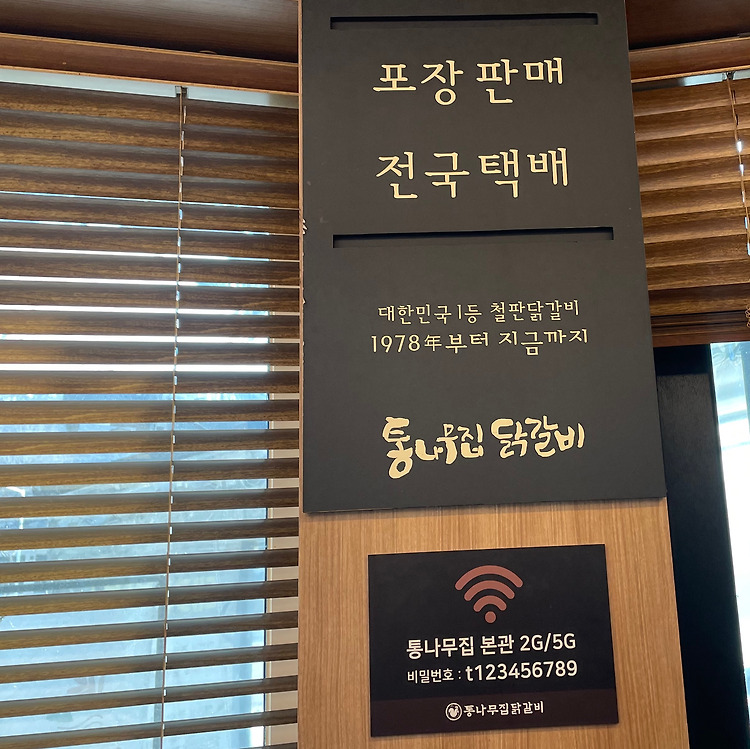 포장판매
전국택배
대한민국1등 철판닭갈비
1978年부터 지금까지
통나무집 닭갈비
통나무집 본관 2G/5G
비밀번호 : t123456789
통나무집닭갈비